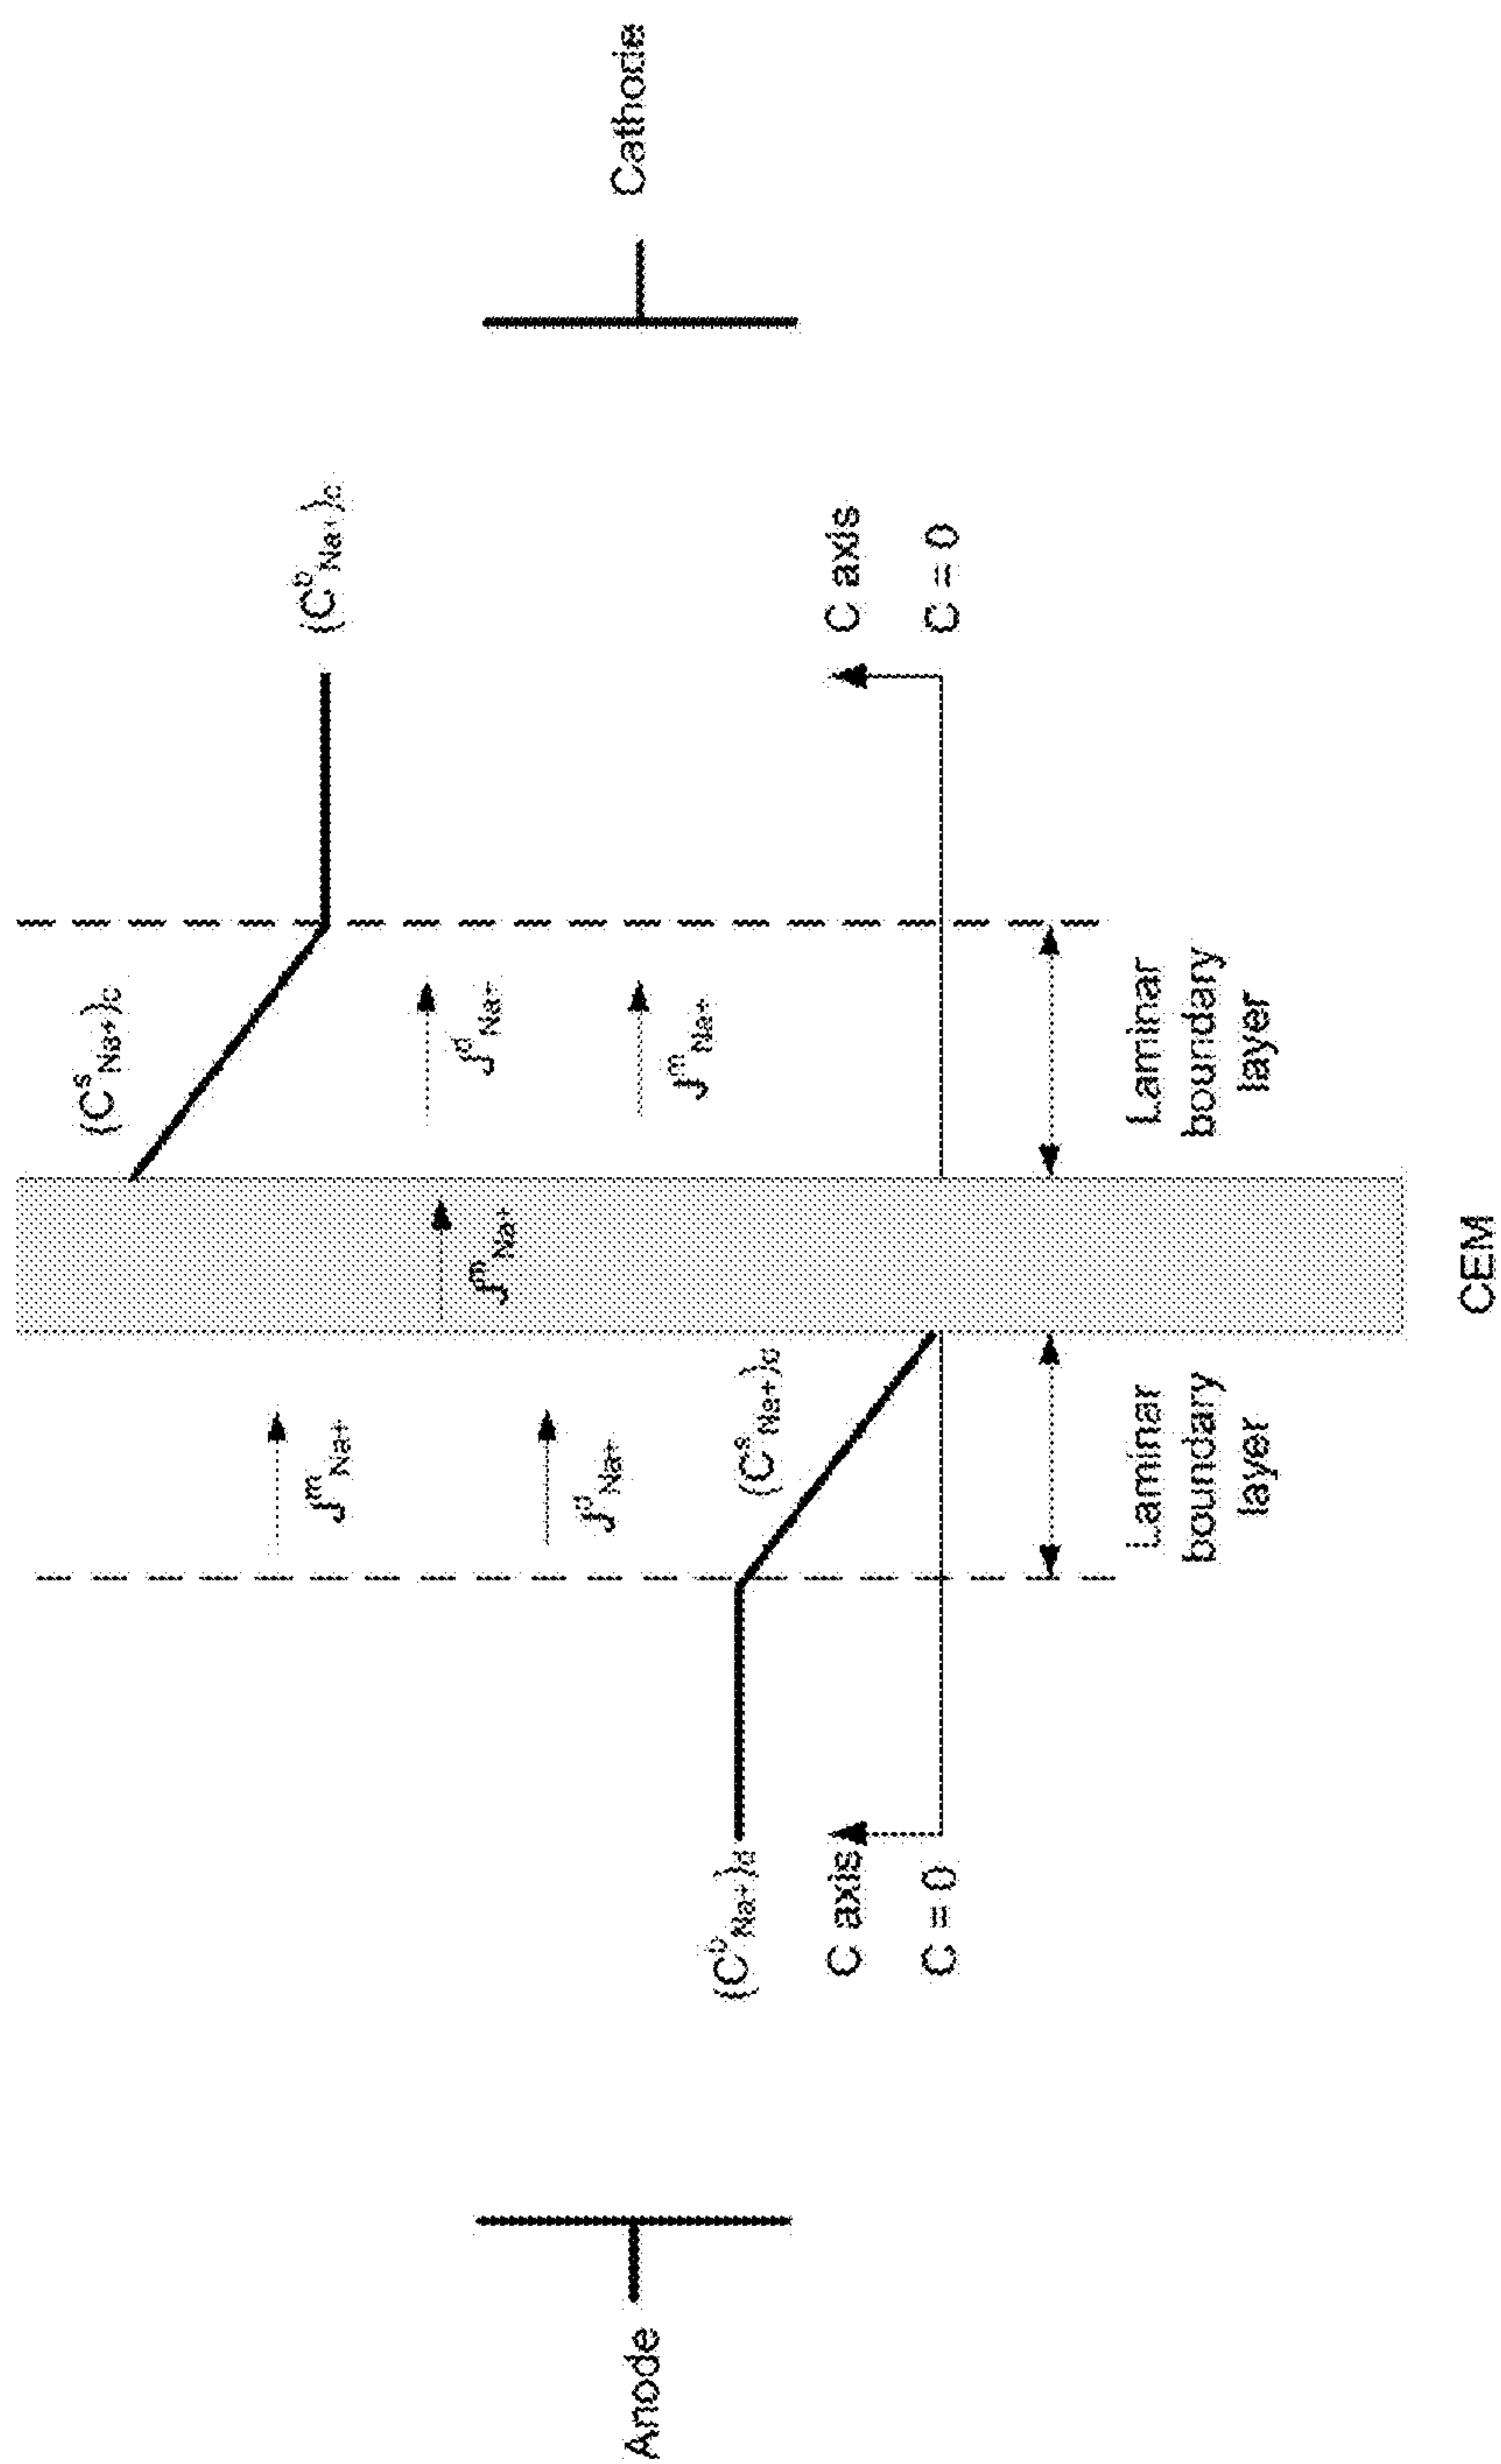 Anode
Cathode
(C^b_Na+)_d
C axis
C = 0
J^m_Na+
J^d_Na+
(C^s_Na+)_d
Laminar
boundary
layer
J^m_Na+
CEM
(C^s_Na+)_c
J^d_Na+
J^m_Na+
Laminar
boundary
layer
(C^b_Na+)_c
C axis
C = 0